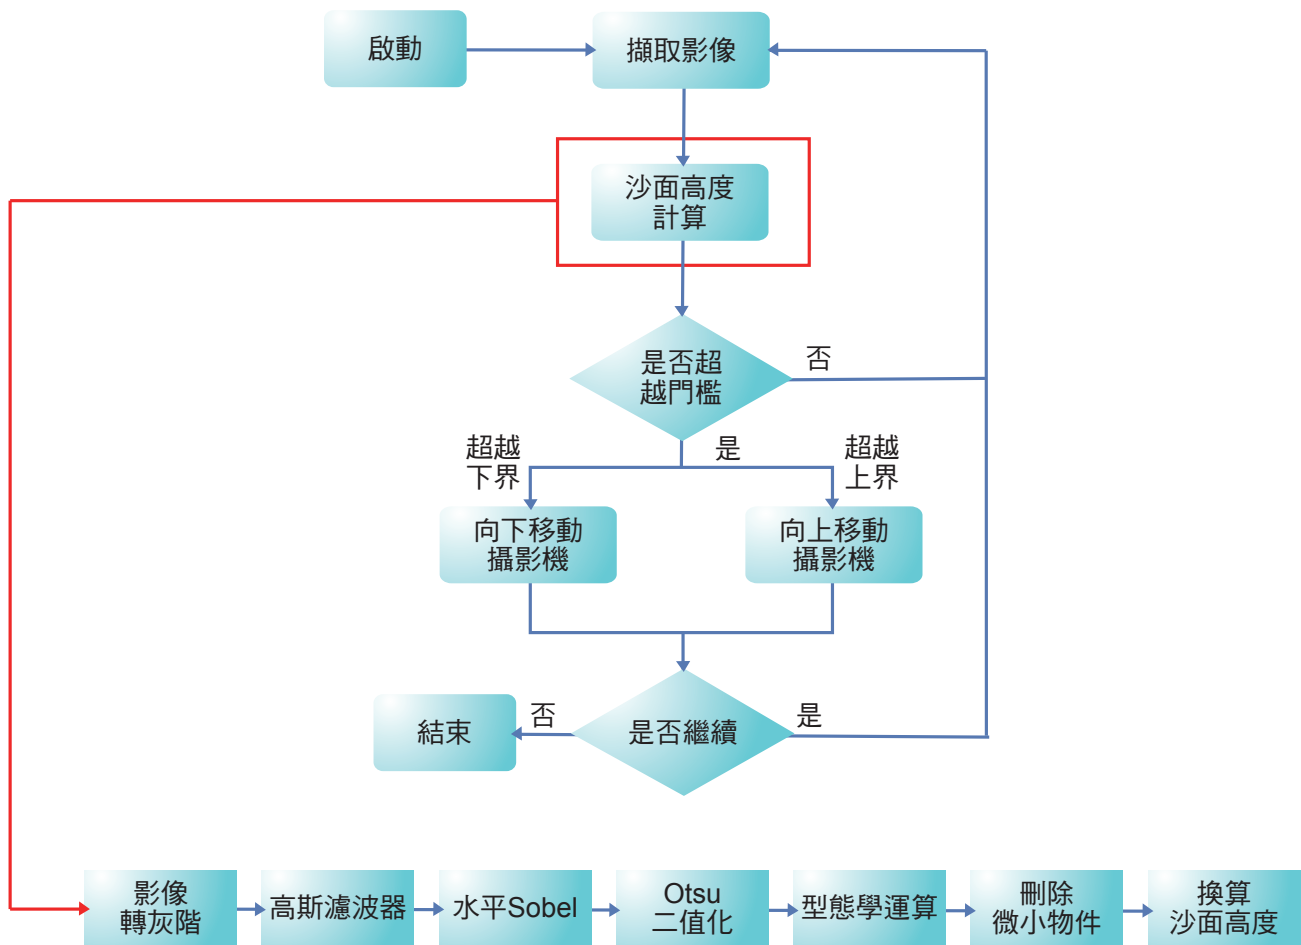 啟動
擷取影像
沙面高度
計算
是否超
越門檻
否
超越
下界
是
超越
上界
向下移動
攝影機
向上移動
攝影機
結束
否
是否繼續
是
影像
轉灰階
高斯濾波器
水平Sobel
Otsu
二值化
型態學運算
刪除
微小物件
換算
沙面高度